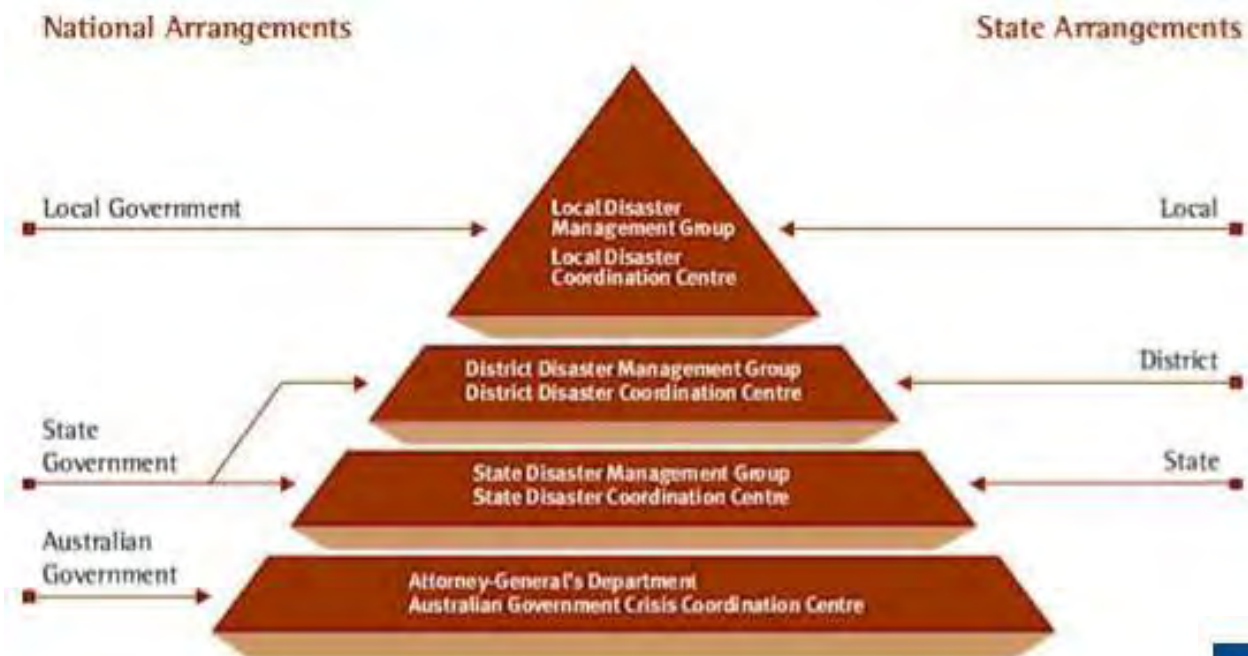 National Arrangements
State Arrangements
Local Government
Local Disaster
Management Group
Local Disaster
Coordination Centre
Local
District Disaster Management Group
District Disaster Coordination Centre
District
State
Government
State Disaster Management Group
State Disaster Coordination Centre
State
Australian
Government
Attorney-General's Department
Australian Government Crisis Coordination Centre